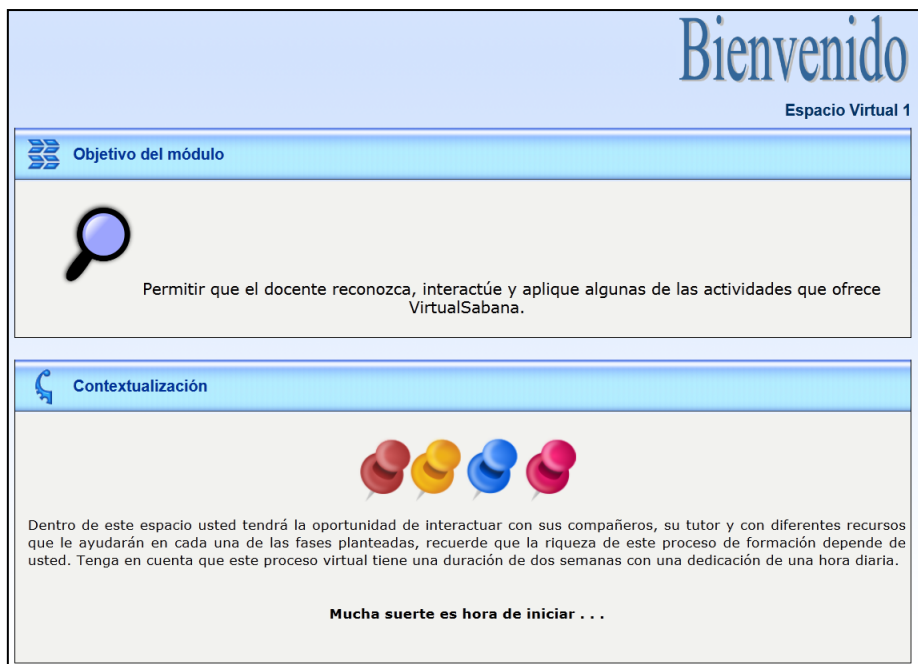 Bienvenido
Espacio Virtual 1
Objetivo del módulo
Permitir que el docente reconozca, interactúe y aplique algunas de las actividades que ofrece
VirtualSabana.
Contextualización
Dentro de este espacio usted tendrá la oportunidad de interactuar con sus compañeros, su tutor y con diferentes recursos
que le ayudarán en cada una de las fases planteadas, recuerde que la riqueza de este proceso de formación depende de
usted. Tenga en cuenta que este proceso virtual tiene una duración de dos semanas con una dedicación de una hora diaria.
Mucha suerte es hora de iniciar . . .